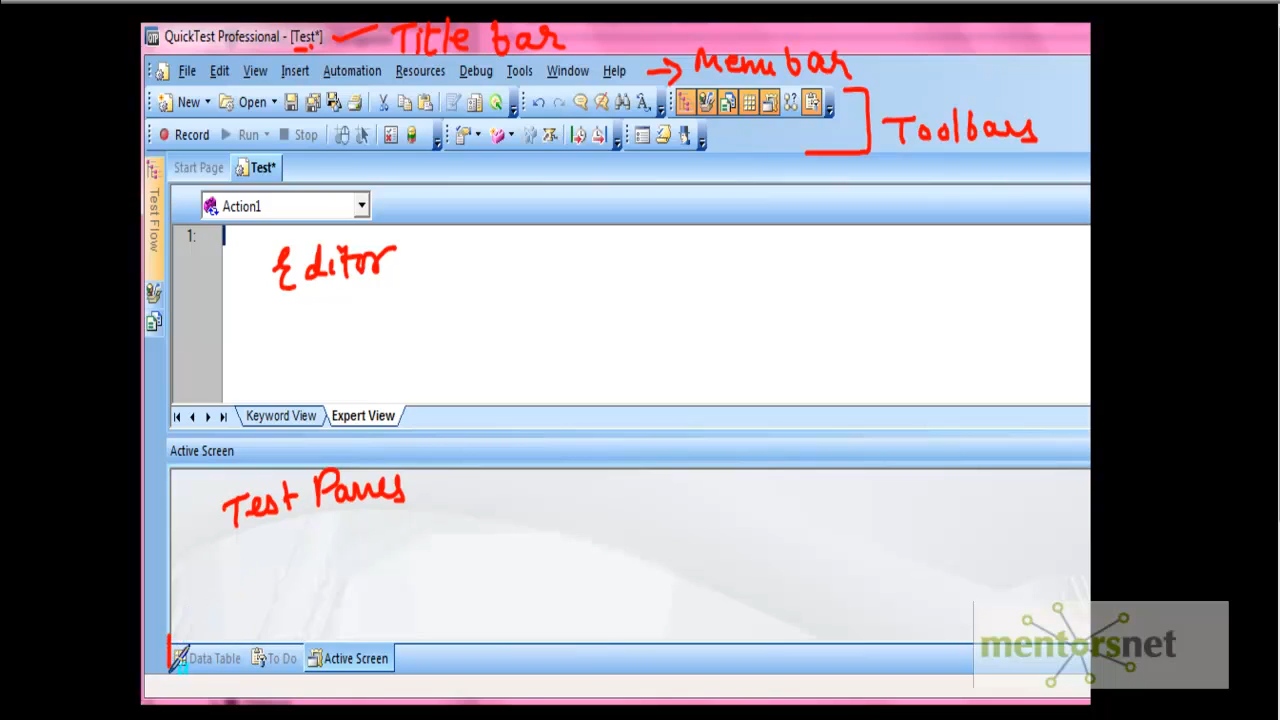 QuickTest Professional - [Test*] Title bar
File Edit View Insert Automation Resources Debug Tools Window Help → Menu bar
New Open
Toolbars
Record Run Stop
Start Page Test*
Test Flow
Action1
1:
Editor
Keyword View Expert View
Active Screen
Test Panes
mentorsnet
Data Table To Do Active Screen